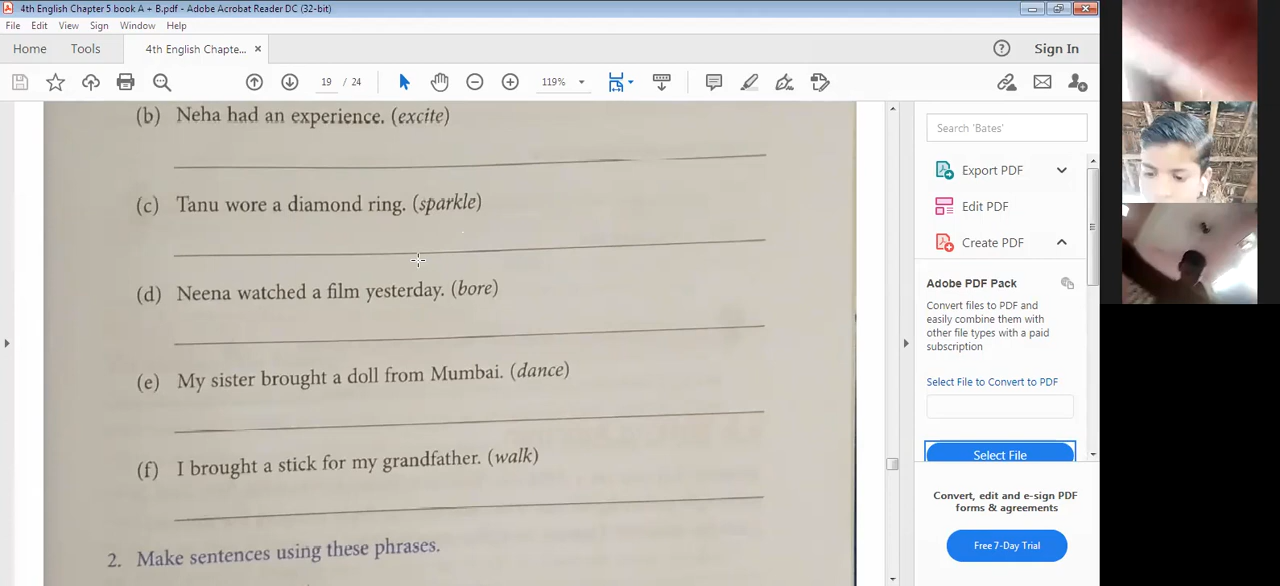 4th English Chapter 5 book A + B.pdf - Adobe Acrobat Reader DC (32-bit)
File Edit View Sign Window Help
Home Tools 4th English Chapte... × Sign In
19 / 24 119%
(b) Neha had an experience. (excite)
(c) Tanu wore a diamond ring. (sparkle)
(d) Neena watched a film yesterday. (bore)
(e) My sister brought a doll from Mumbai. (dance)
(f) I brought a stick for my grandfather. (walk)
2. Make sentences using these phrases.
Search 'Bates'
Export PDF
Edit PDF
Create PDF
Adobe PDF Pack
Convert files to PDF and
easily combine them with
other file types with a paid
subscription
Select File to Convert to PDF
Select File
Convert, edit and e-sign PDF
forms & agreements
Free 7-Day Trial